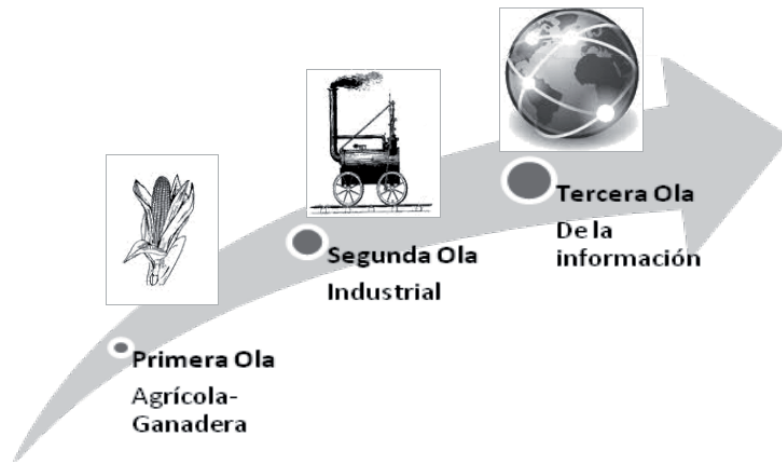 Primera Ola
Agrícola-
Ganadera
Segunda Ola
Industrial
Tercera Ola
De la
información